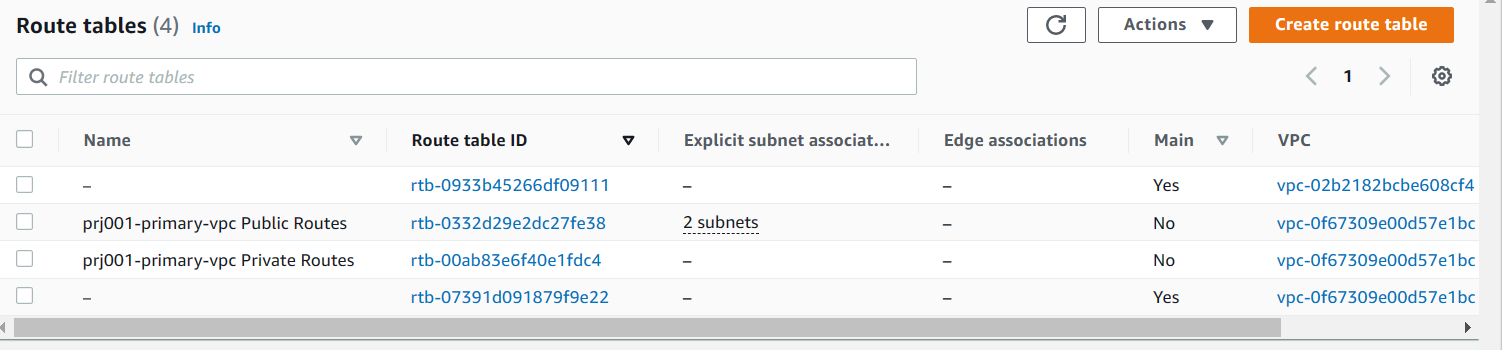 Route tables (4) Info Actions Create route table
Filter route tables 1
Name Route table ID Explicit subnet associat... Edge associations Main VPC
– rtb-0933b45266df09111 – – Yes vpc-02b2182bcbe608cf4
prj001-primary-vpc Public Routes rtb-0332d29e2dc27fe38 2 subnets – No vpc-0f67309e00d57e1bc
prj001-primary-vpc Private Routes rtb-00ab83e6f40e1fdc4 – – No vpc-0f67309e00d57e1bc
– rtb-07391d091879f9e22 – – Yes vpc-0f67309e00d57e1bc